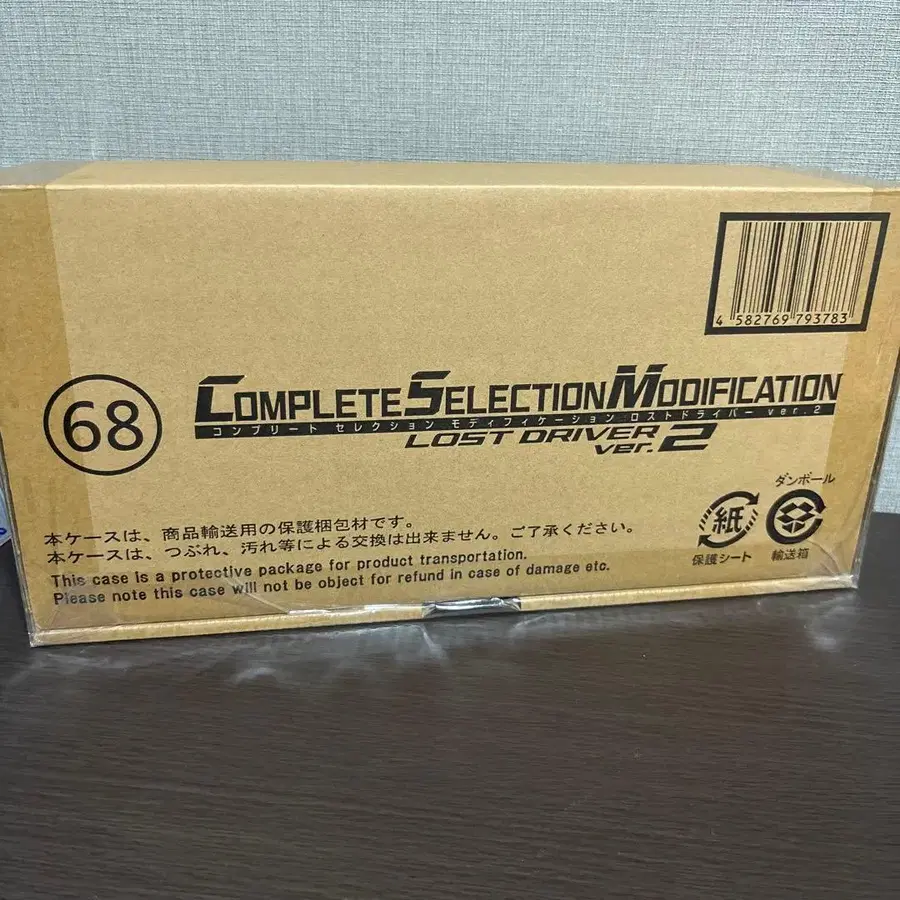 4 582769 793783
68
COMPLETE SELECTION MODIFICATION
コンプリート セレクション モディフィケーション ロストドライバー ver.2
LOST DRIVER
ver.2
ダンボール
紙
保護シート
輸送箱
本ケースは、商品輸送用の保護梱包材です。
本ケースは、つぶれ、汚れ等による交換は出来ません。ご了承ください。
This case is a protective package for product transportation.
Please note this case will not be object for refund in case of damage etc.